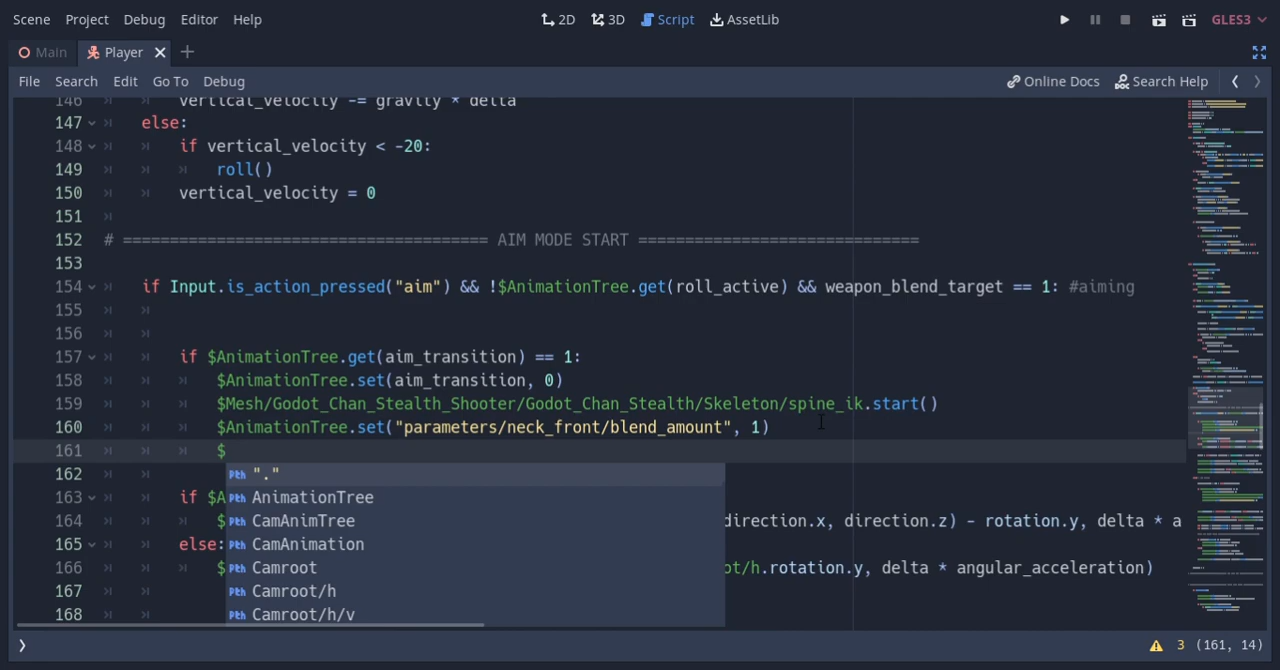 Scene Project Debug Editor Help 2D 3D Script AssetLib GLES3
Main Player
File Search Edit Go To Debug Online Docs Search Help
146 vertical_velocity -= gravity * delta
147 else:
148 if vertical_velocity < -20:
149 roll()
150 vertical_velocity = 0
151
152 # ======================================= AIM MODE START ==============================
153
154 if Input.is_action_pressed("aim") && !$AnimationTree.get(roll_active) && weapon_blend_target == 1: #aiming
155
156
157 if $AnimationTree.get(aim_transition) == 1:
158 $AnimationTree.set(aim_transition, 0)
159 $Mesh/Godot_Chan_Stealth_Shooter/Godot_Chan_Stealth/Skeleton/spine_ik.start()
160 $AnimationTree.set("parameters/neck_front/blend_amount", 1)
161 $
162 "."
163 if $A AnimationTree
164 $ CamAnimTree direction.x, direction.z) - rotation.y, delta * a
165 else: CamAnimation
166 $ Camroot ot/h.rotation.y, delta * angular_acceleration)
167 Camroot/h
168 Camroot/h/v
3 (161, 14)